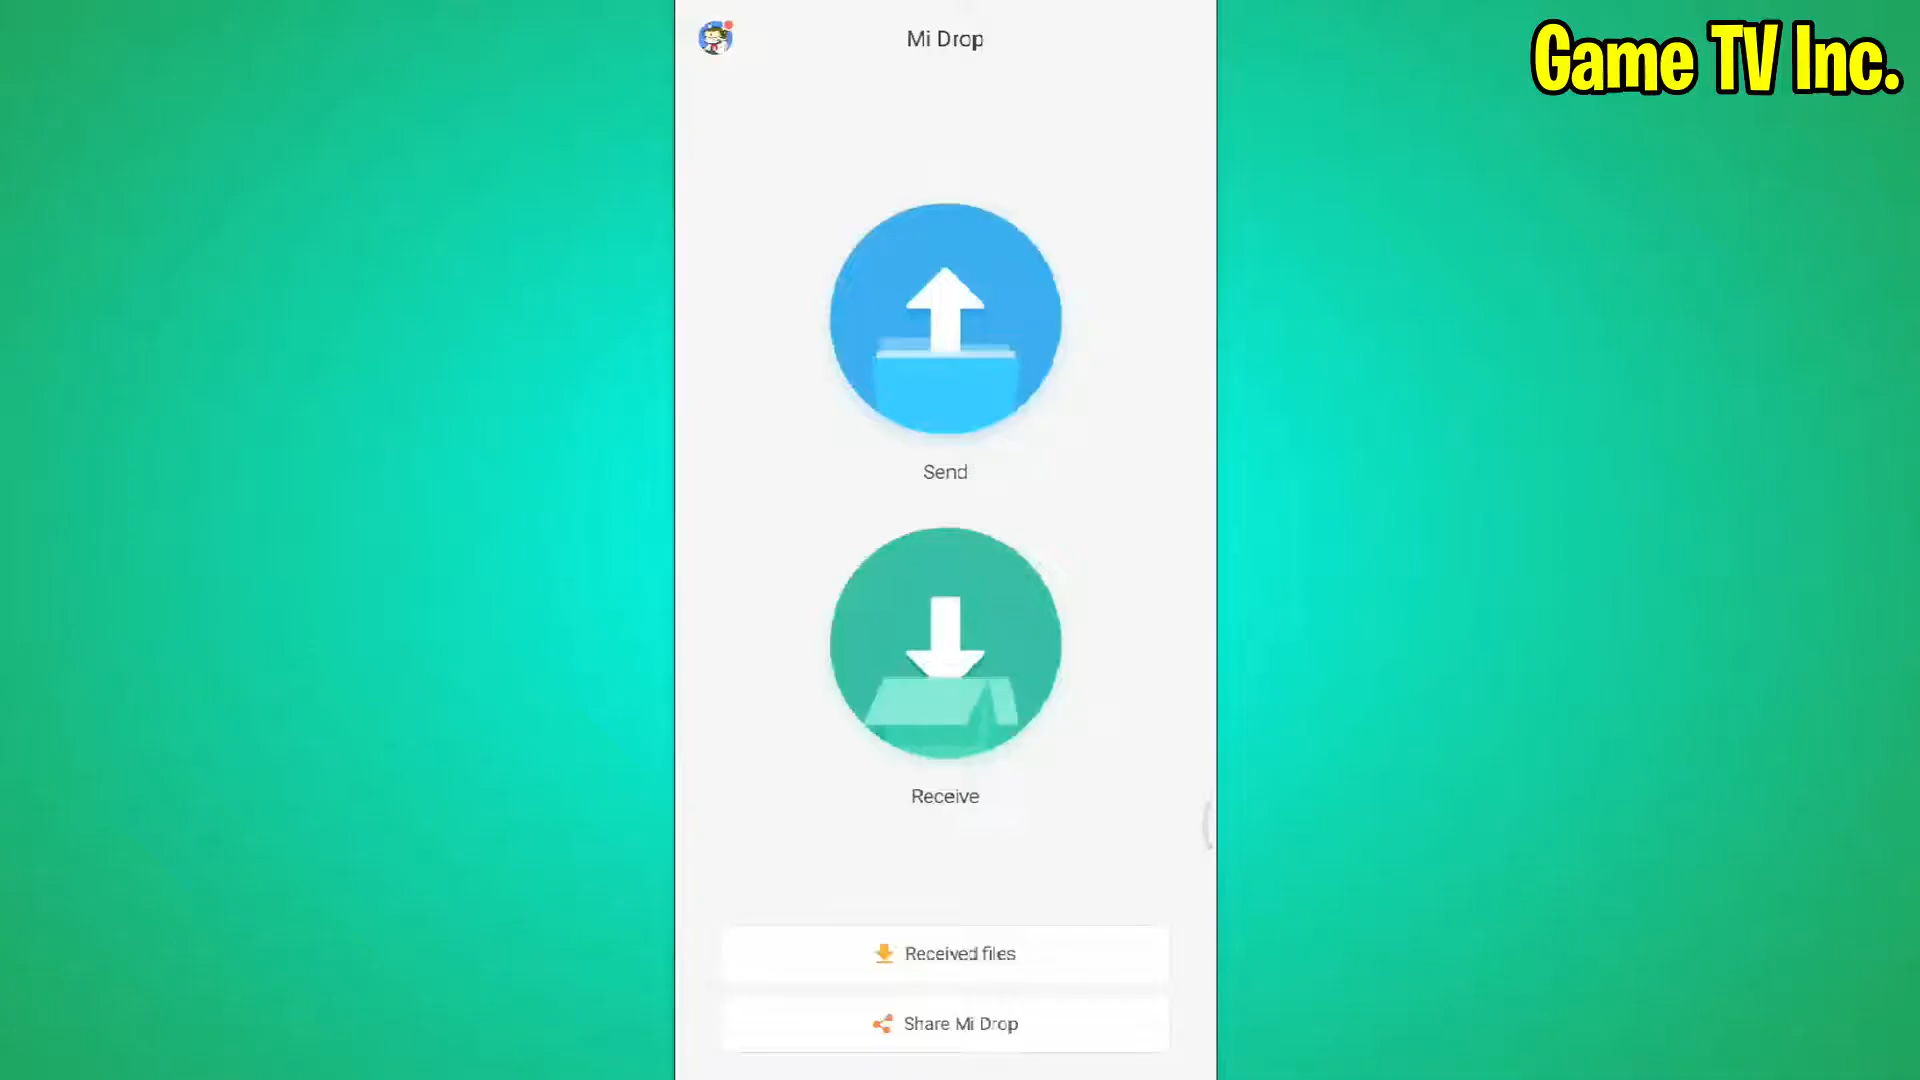 Mi Drop
Game TV Inc.
Send
Receive
Received files
Share Mi Drop